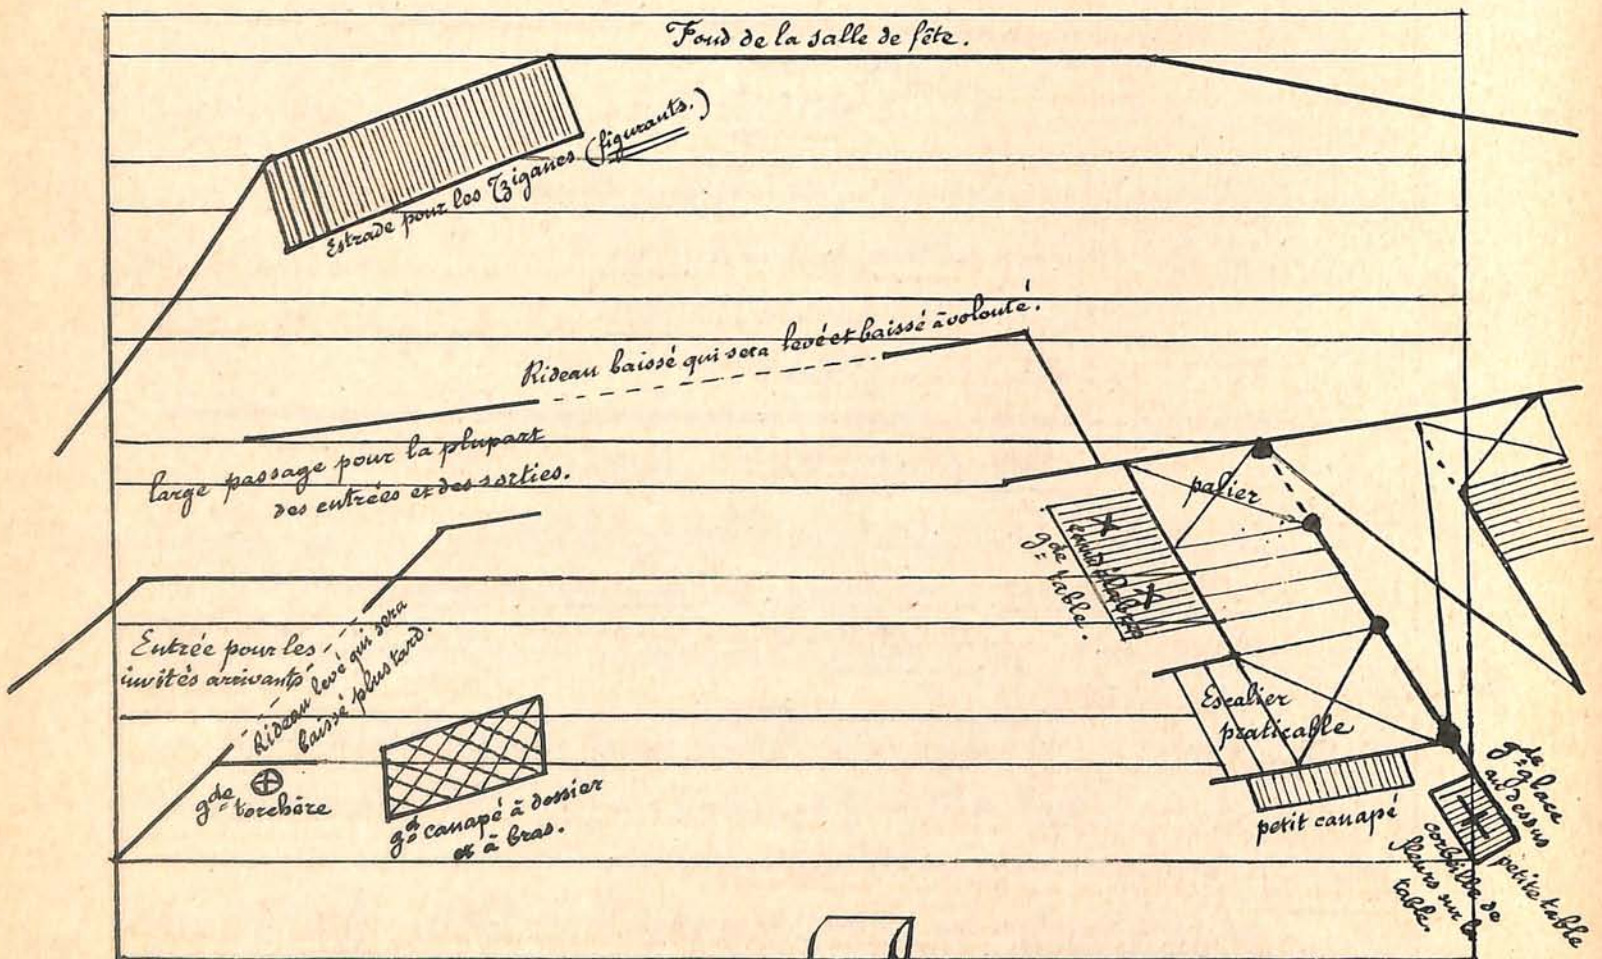 Fond de la salle de fête.
Estrade pour les Tziganes (figurants.)
Rideau baissé qui sera levé et baissé à volonté.
large passage pour la plupart
des entrées et des sorties.
palier
gde table.
Entrée pour les
invités arrivants
Rideau levé qui sera
baissé plus tard.
Escalier
praticable
gde torchère
gd canapé à dossier
et à bras.
petit canapé
gde glace
au dessus
petite table
corbeille de
fleurs sur la
table.